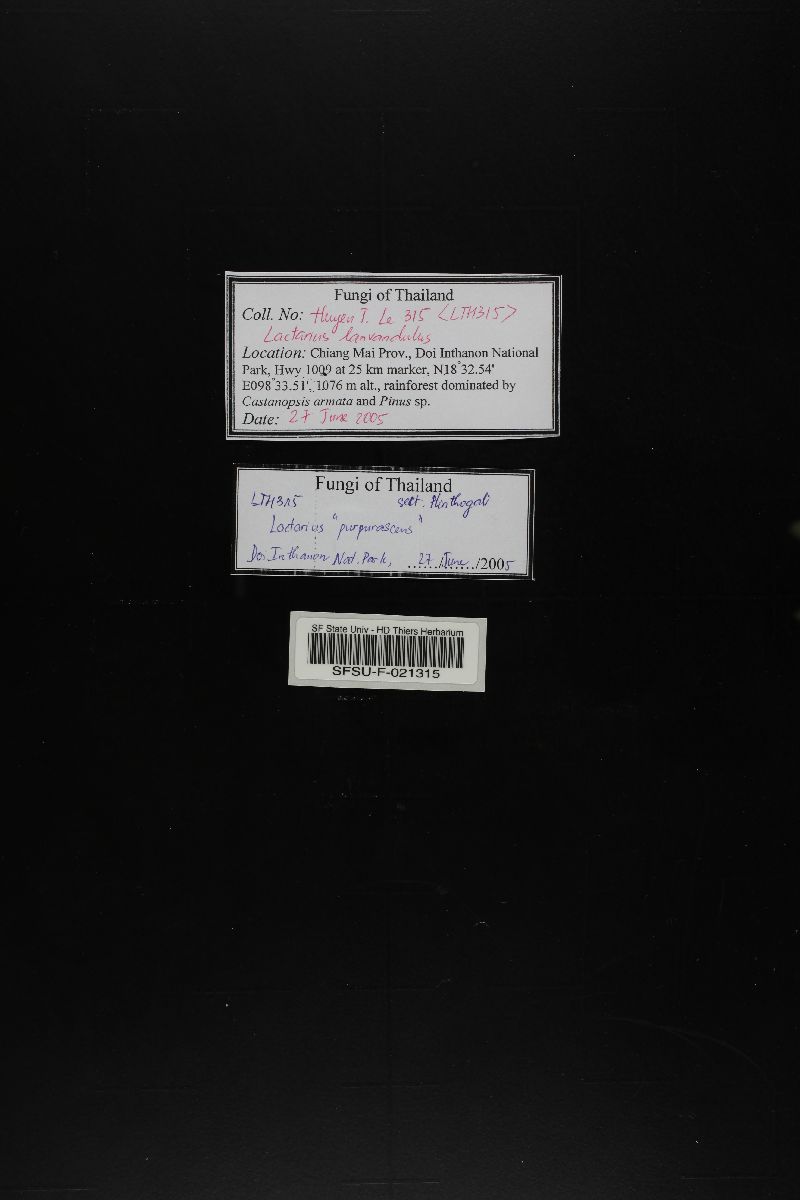 Fungi of Thailand
Coll. No: Huyen T. Le 315 <LTH315>
Lactarius lavandulus
Location: Chiang Mai Prov., Doi Inthanon National
Park, Hwy 1009 at 25 km marker, N18°32.54'
E098°33.51', 1076 m alt., rainforest dominated by
Castanopsis armata and Pinus sp.
Date: 27 June 2005
Fungi of Thailand
LTH315 sect. Plinthogali
Lactarius "purpurascens"
Doi Inthanon Nat. Park, 27/June/2005
SF State Univ - HD Thiers Herbarium
SFSU-F-021315